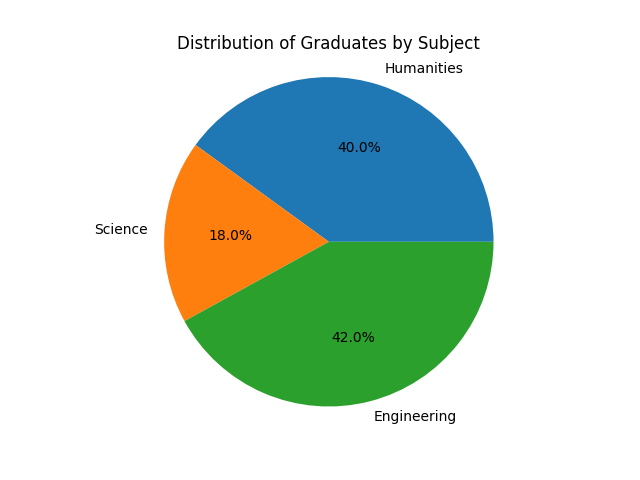 Distribution of Graduates by Subject
Humanities
40.0%
Science
18.0%
42.0%
Engineering